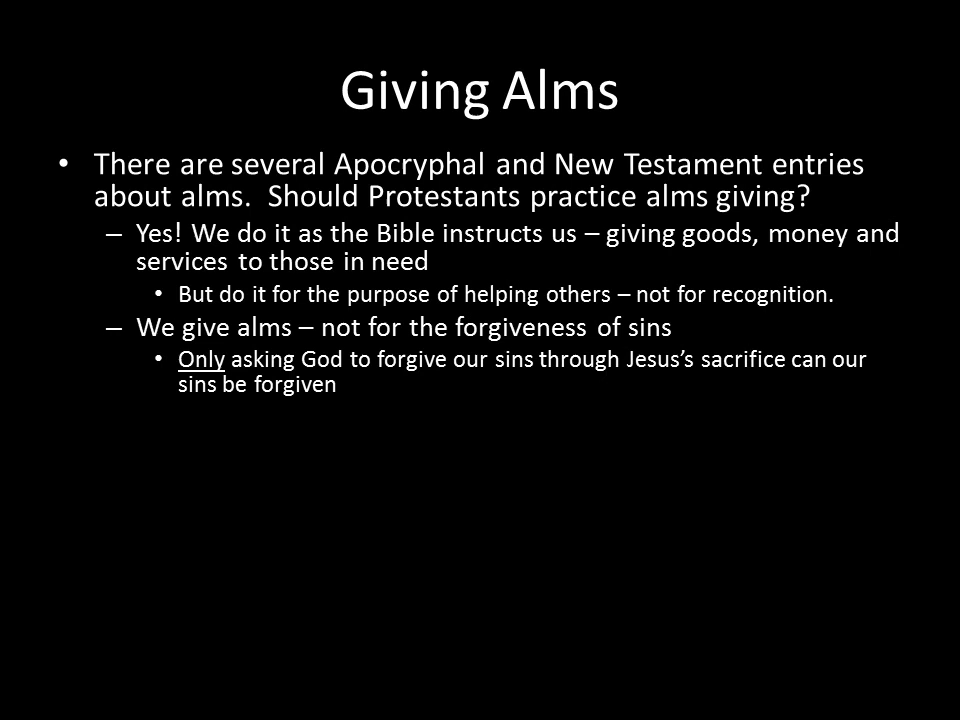 Giving Alms
• There are several Apocryphal and New Testament entries
about alms.  Should Protestants practice alms giving?
– Yes! We do it as the Bible instructs us – giving goods, money and
services to those in need
• But do it for the purpose of helping others – not for recognition.
– We give alms – not for the forgiveness of sins
• Only asking God to forgive our sins through Jesus’s sacrifice can our
sins be forgiven